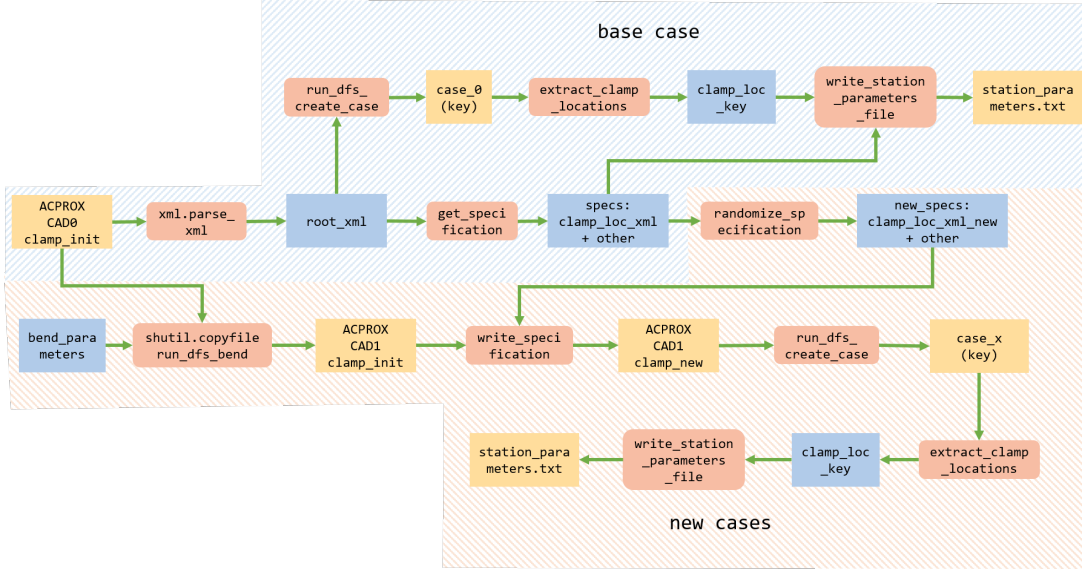 base case
run_dfs_
create_case
case_0
(key)
extract_clamp
_locations
clamp_loc
_key
write_station
_parameters
_file
station_para
meters.txt
ACPROX
CAD0
clamp_init
xml.parse_
xml
root_xml
get_speci
fication
specs:
clamp_loc_xml
+ other
randomize_sp
ecification
new_specs:
clamp_loc_xml_new
+ other
bend_para
meters
shutil.copyfile
run_dfs_bend
ACPROX
CAD1
clamp_init
write_speci
fication
ACPROX
CAD1
clamp_new
run_dfs_
create_case
case_x
(key)
station_para
meters.txt
write_station
_parameters
_file
clamp_loc
_key
extract_clamp
_locations
new cases